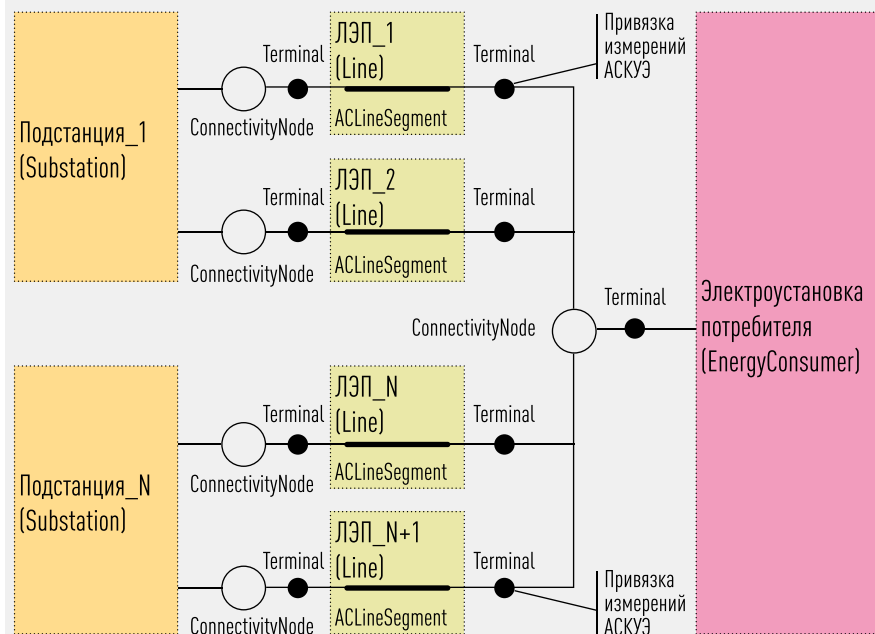 Подстанция_1
(Substation)
Terminal
ConnectivityNode
ЛЭП_1
(Line)
ACLineSegment
Terminal
Привязка
измерений
АСКУЭ
Terminal
ConnectivityNode
ЛЭП_2
(Line)
ACLineSegment
Terminal
ConnectivityNode
Terminal
Электроустановка
потребителя
(EnergyConsumer)
Подстанция_N
(Substation)
Terminal
ConnectivityNode
ЛЭП_N
(Line)
ACLineSegment
Terminal
Terminal
ConnectivityNode
ЛЭП_N+1
(Line)
ACLineSegment
Terminal
Привязка
измерений
АСКУЭ